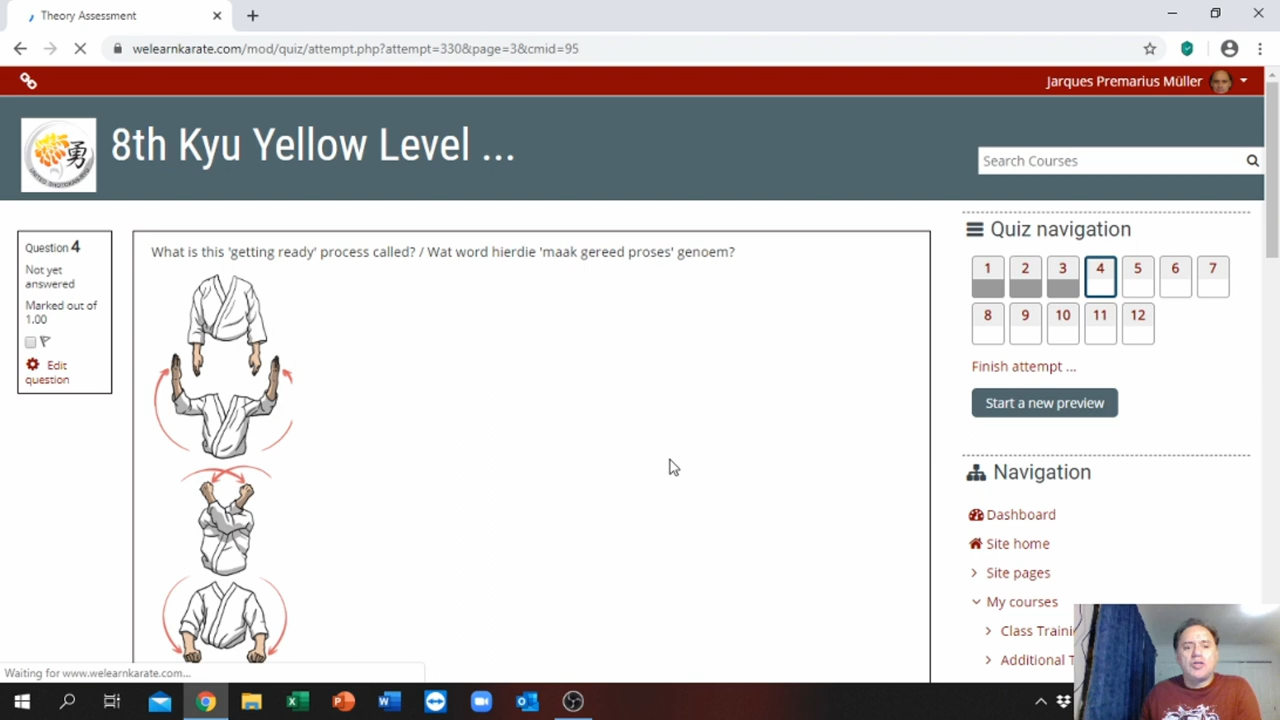 Theory Assessment
welearnkarate.com/mod/quiz/attempt.php?attempt=330&page=3&cmid=95
Jarques Premarius Müller
8th Kyu Yellow Level ...
Search Courses
Question 4
Not yet
answered
Marked out of
1.00
Edit
question
What is this 'getting ready' process called? / Wat word hierdie 'maak gereed proses' genoem?
Quiz navigation
1 2 3 4 5 6 7
8 9 10 11 12
Finish attempt ...
Start a new preview
Navigation
Dashboard
Site home
Site pages
My courses
Class Traini
Additional T
Waiting for www.welearnkarate.com...